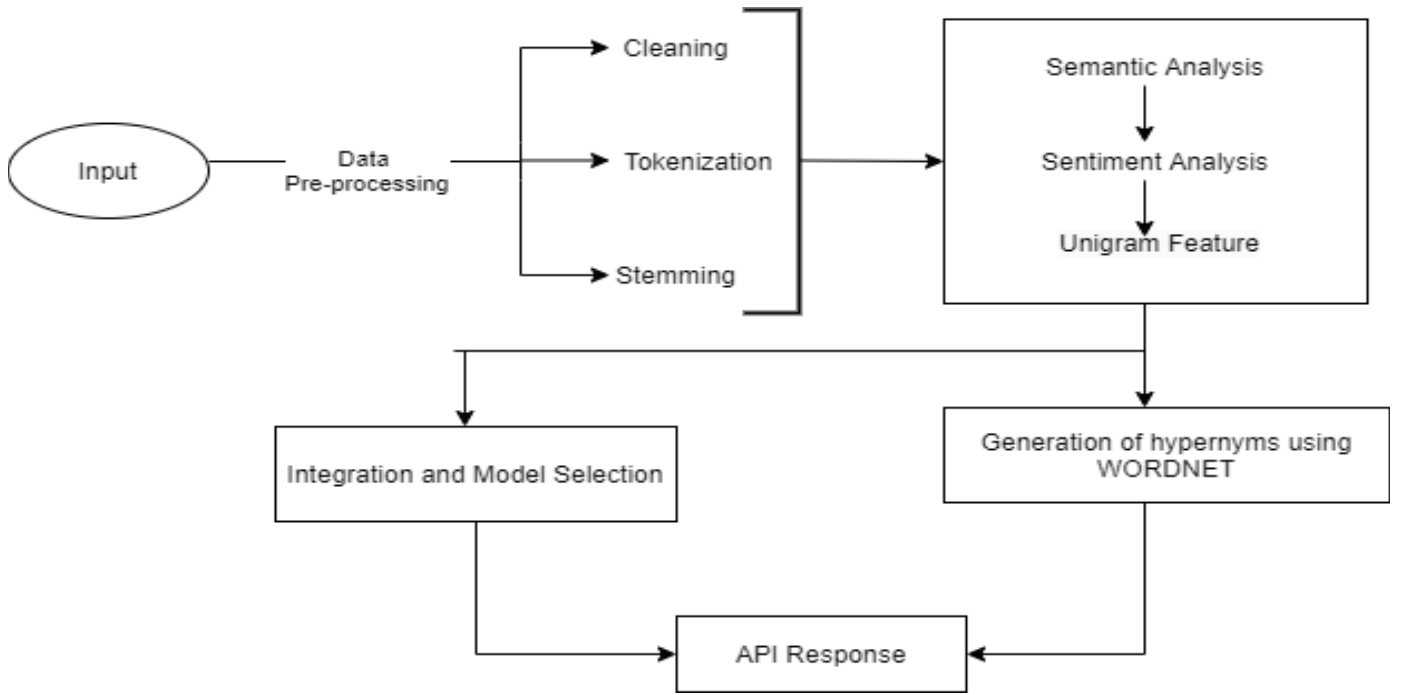 Input
Data
Pre-processing
Cleaning
Tokenization
Stemming
Semantic Analysis
Sentiment Analysis
Unigram Feature
Integration and Model Selection
Generation of hypernyms using
WORDNET
API Response